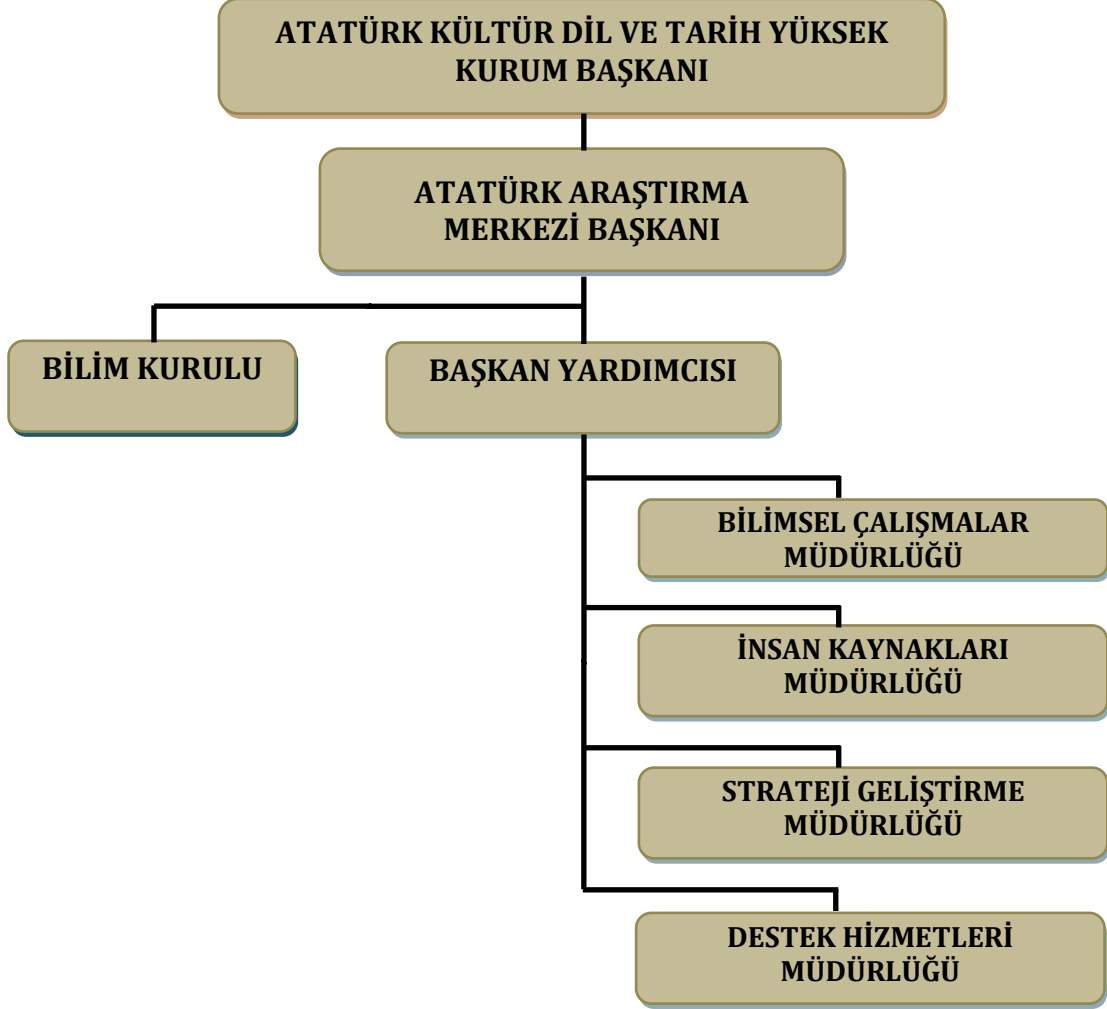 ATATÜRK KÜLTÜR DİL VE TARİH YÜKSEK
KURUM BAŞKANI
ATATÜRK ARAŞTIRMA
MERKEZİ BAŞKANI
BİLİM KURULU
BAŞKAN YARDIMCISI
BİLİMSEL ÇALIŞMALAR
MÜDÜRLÜĞÜ
İNSAN KAYNAKLARI
MÜDÜRLÜĞÜ
STRATEJİ GELİŞTİRME
MÜDÜRLÜĞÜ
DESTEK HİZMETLERİ
MÜDÜRLÜĞÜ